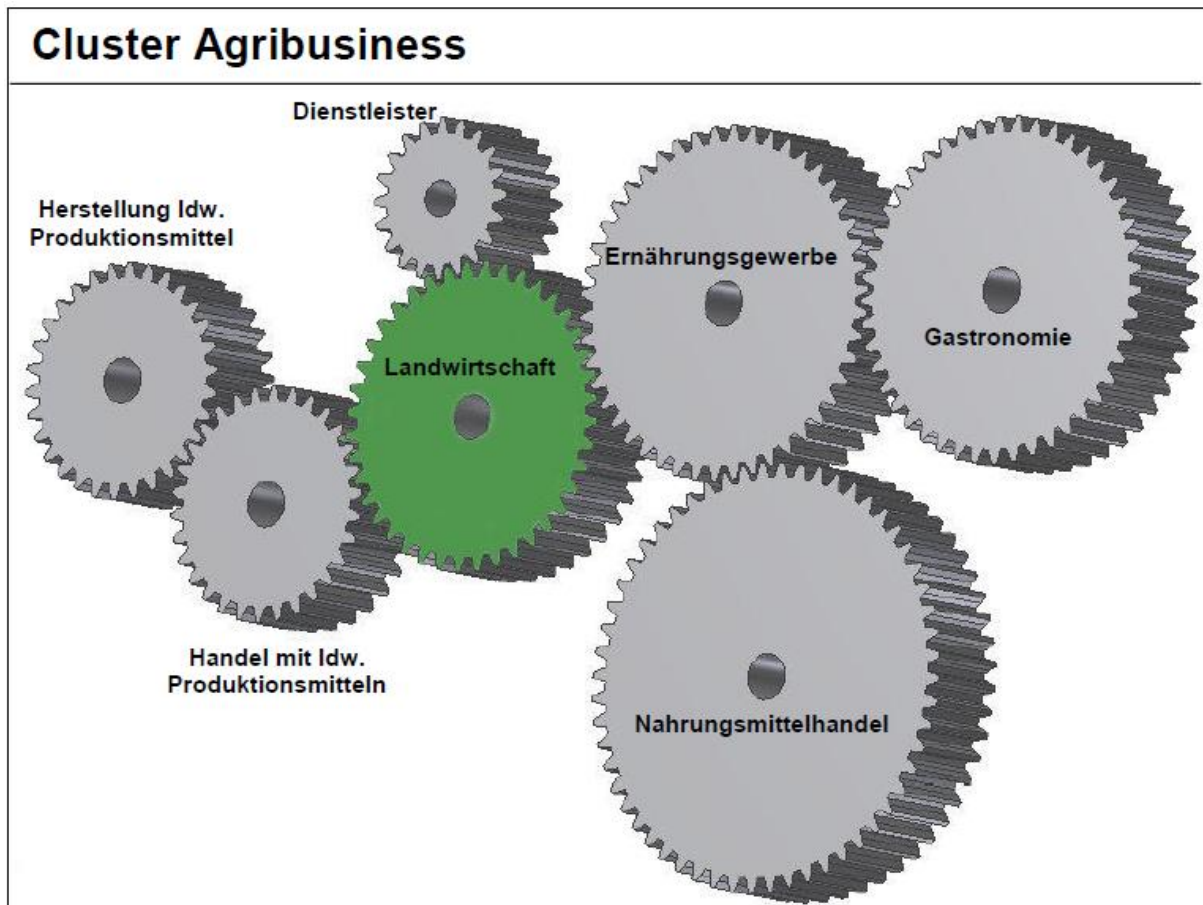 Cluster Agribusiness
Dienstleister
Herstellung ldw.
Produktionsmittel
Ernährungsgewerbe
Gastronomie
Landwirtschaft
Handel mit ldw.
Produktionsmitteln
Nahrungsmittelhandel